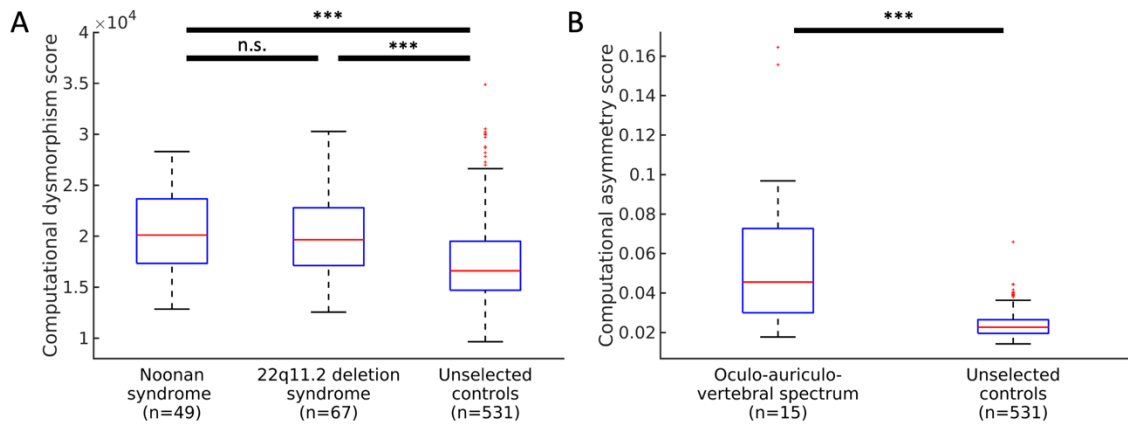 A
×10⁴
***
n.s.
***
Computational dysmorphism score
4
3.5
3
2.5
2
1.5
1
Noonan
syndrome
(n=49)
22q11.2 deletion
syndrome
(n=67)
Unselected
controls
(n=531)
B
***
Computational asymmetry score
0.16
0.14
0.12
0.1
0.08
0.06
0.04
0.02
Oculo-auriculo-
vertebral spectrum
(n=15)
Unselected
controls
(n=531)